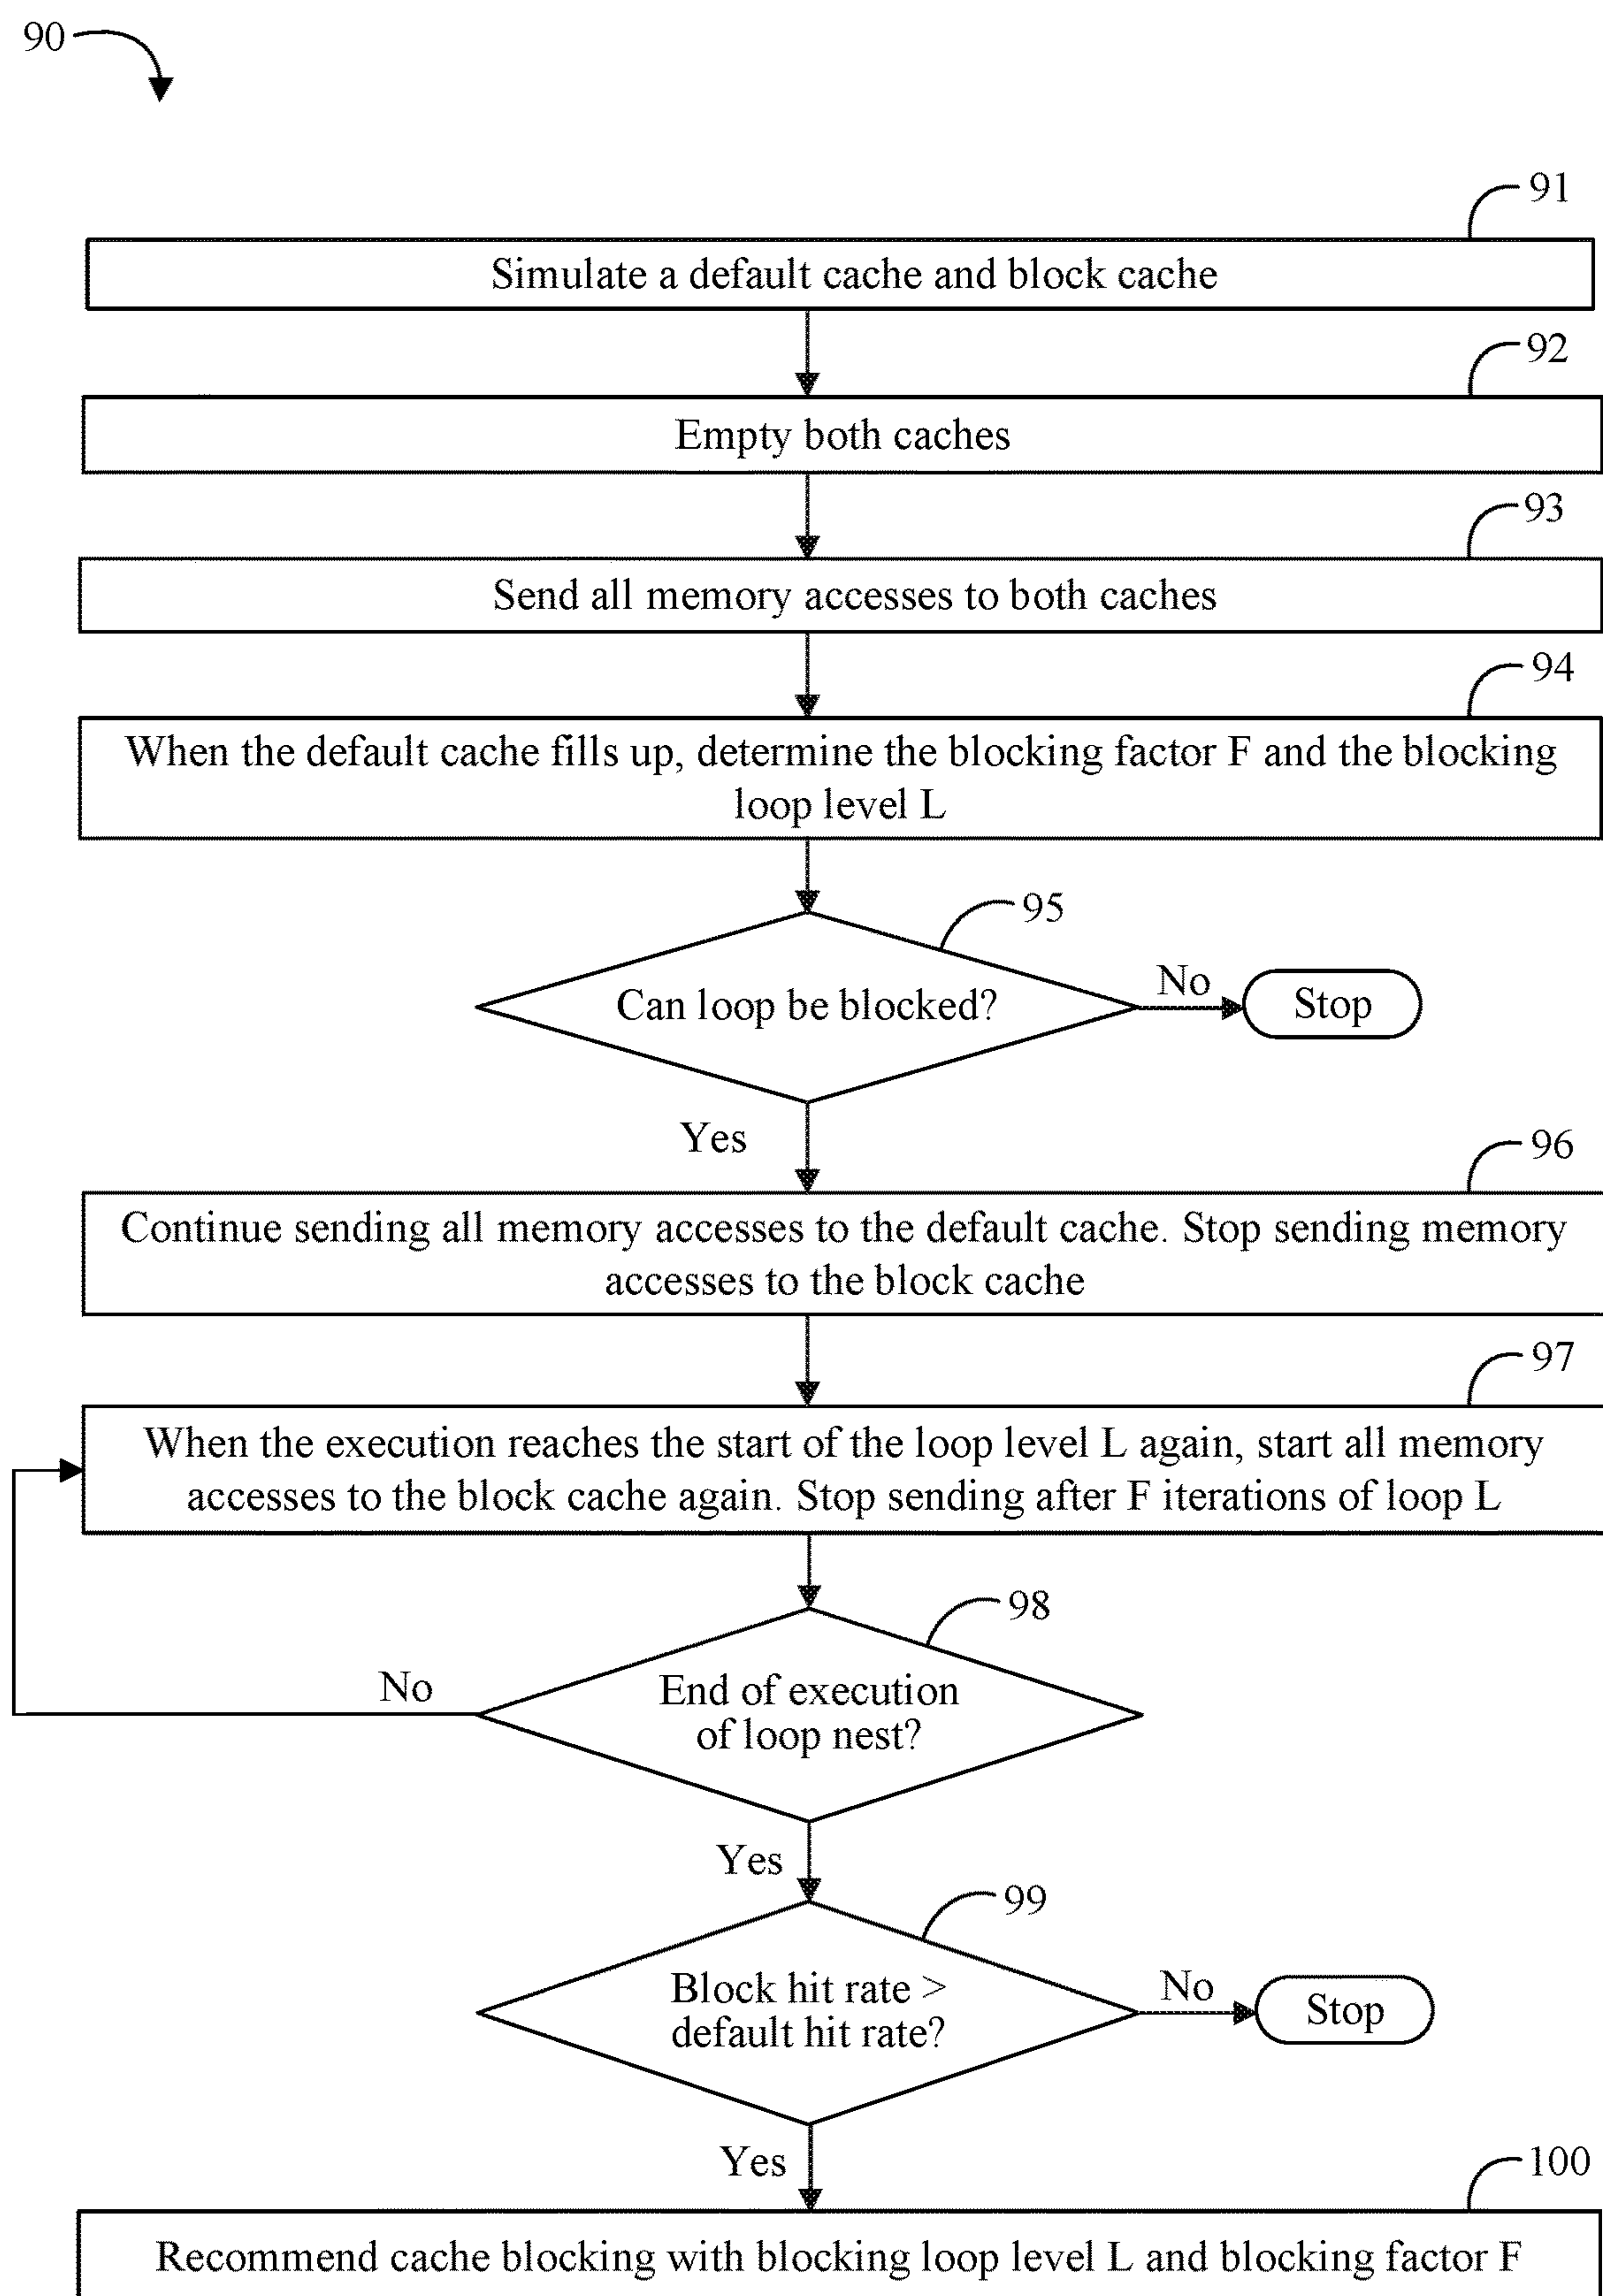 90
91
Simulate a default cache and block cache
92
Empty both caches
93
Send all memory accesses to both caches
94
When the default cache fills up, determine the blocking factor F and the blocking
loop level L
95
Can loop be blocked?
No
Stop
Yes
96
Continue sending all memory accesses to the default cache. Stop sending memory
accesses to the block cache
97
When the execution reaches the start of the loop level L again, start all memory
accesses to the block cache again. Stop sending after F iterations of loop L
98
No
End of execution
of loop nest?
Yes
99
Block hit rate >
default hit rate?
No
Stop
Yes
100
Recommend cache blocking with blocking loop level L and blocking factor F